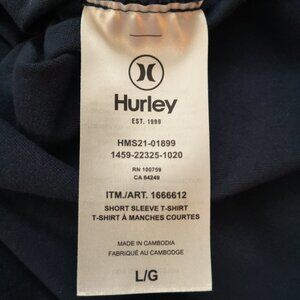 Hurley
EST. 1999
HMS21-01899
1459-22325-1020
RN 100759
CA 64249
ITM./ART. 1666612
SHORT SLEEVE T-SHIRT
T-SHIRT À MANCHES COURTES
MADE IN CAMBODIA
FABRIQUÉ AU CAMBODGE
L/G